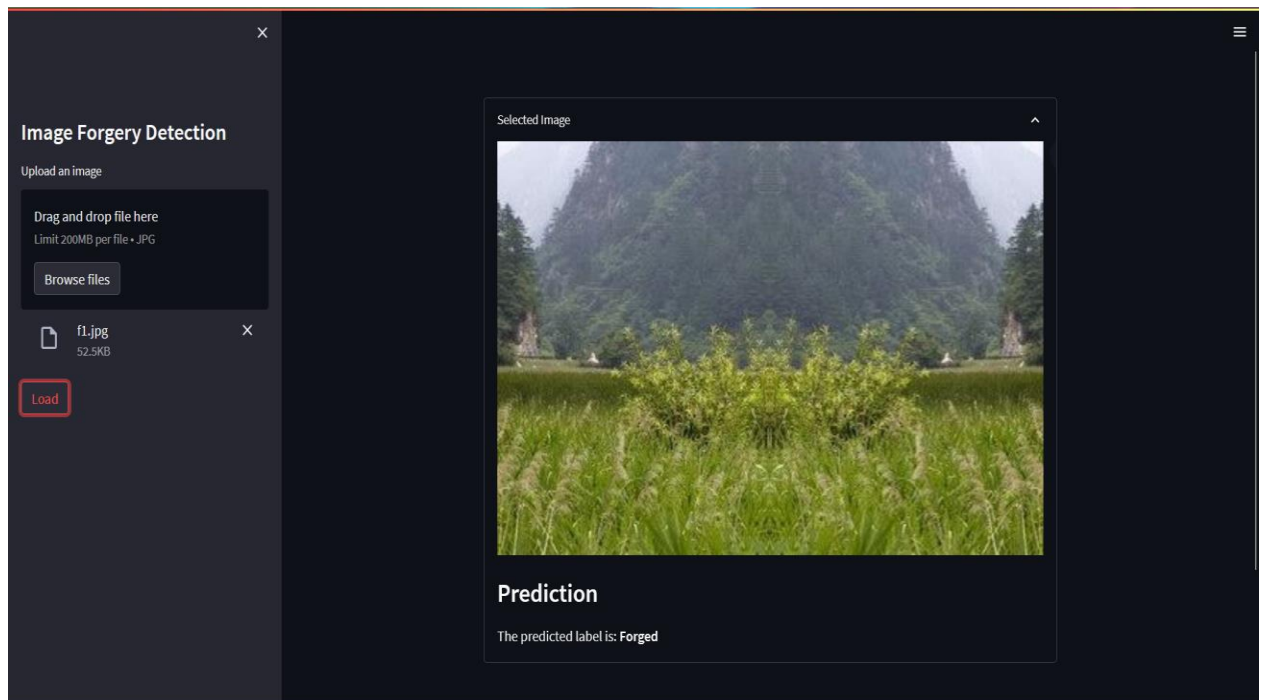 Image Forgery Detection
Upload an image
Drag and drop file here
Limit 200MB per file • JPG
Browse files
f1.jpg
52.5KB
Load
Selected Image
Prediction
The predicted label is: Forged